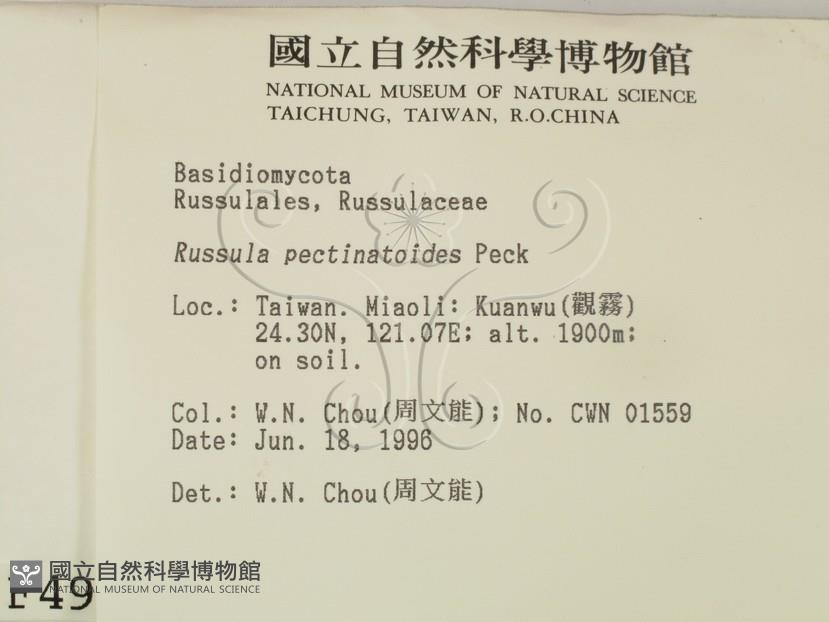 國立自然科學博物館
NATIONAL MUSEUM OF NATURAL SCIENCE
TAICHUNG, TAIWAN, R.O.CHINA
Basidiomycota
Russulales, Russulaceae
Russula pectinatoides Peck
Loc.: Taiwan. Miaoli: Kuanwu(觀霧)
24.30N, 121.07E; alt. 1900m;
on soil.
Col.: W.N. Chou(周文能); No. CWN 01559
Date: Jun. 18, 1996
Det.: W.N. Chou(周文能)
國立自然科學博物館
NATIONAL MUSEUM OF NATURAL SCIENCE
F49